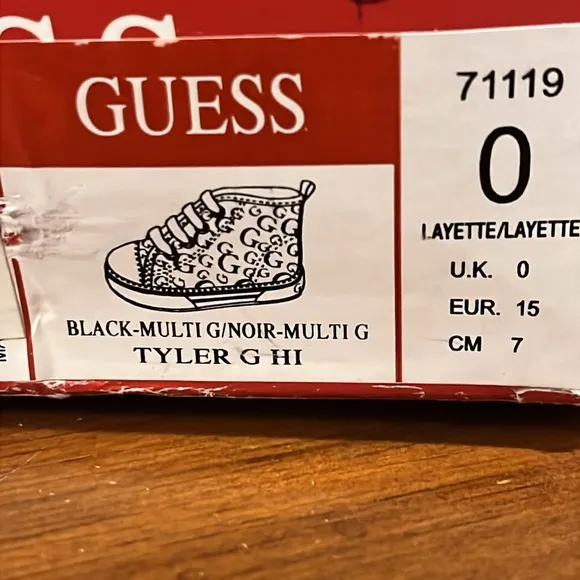 GUESS
BLACK-MULTI G/NOIR-MULTI G
TYLER G HI
71119
0
LAYETTE/LAYETTE
U.K. 0
EUR. 15
CM 7